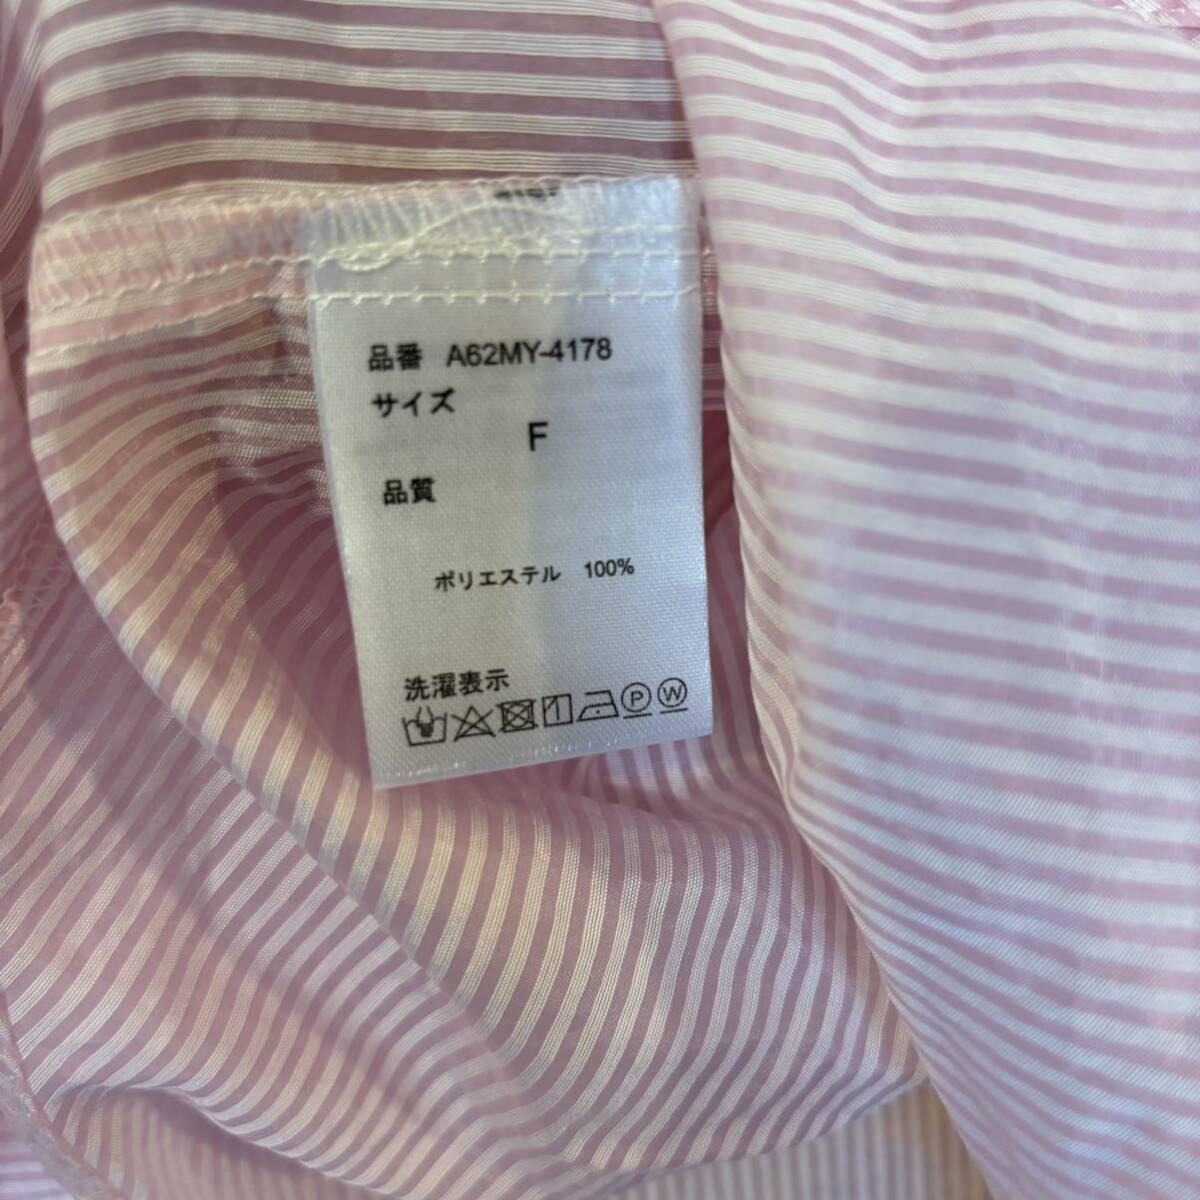 品番 A62MY-4178
サイズ
F
品質
ポリエステル 100%
洗濯表示
P W